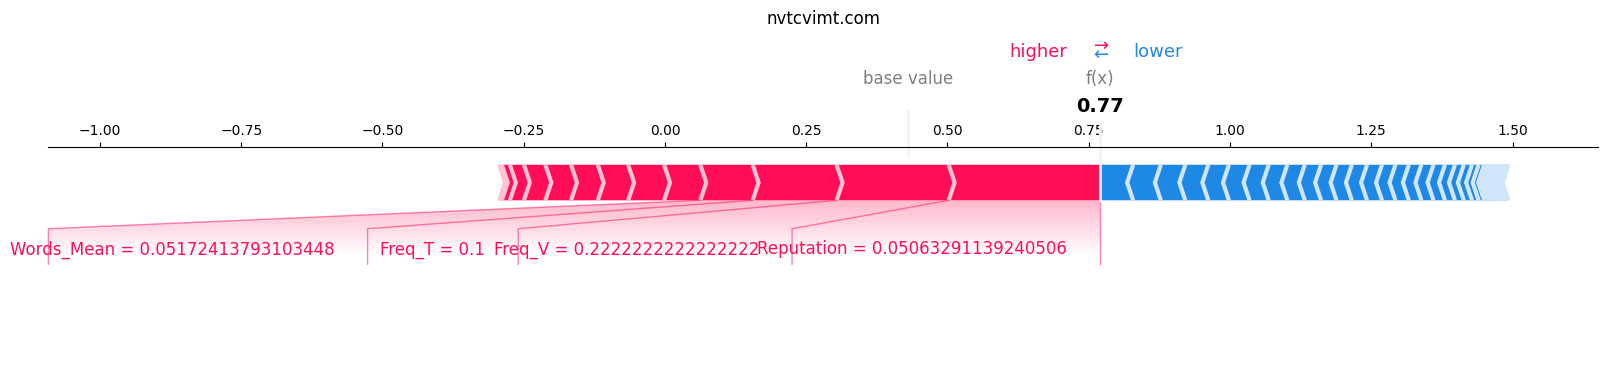 nvtcvimt.com
higher ⇄ lower
base value f(x)
0.77
−1.00 −0.75 −0.50 −0.25 0.00 0.25 0.50 0.75 1.00 1.25 1.50
Words_Mean = 0.05172413793103448 Freq_T = 0.1 Freq_V = 0.2222222222222222 Reputation = 0.05063291139240506